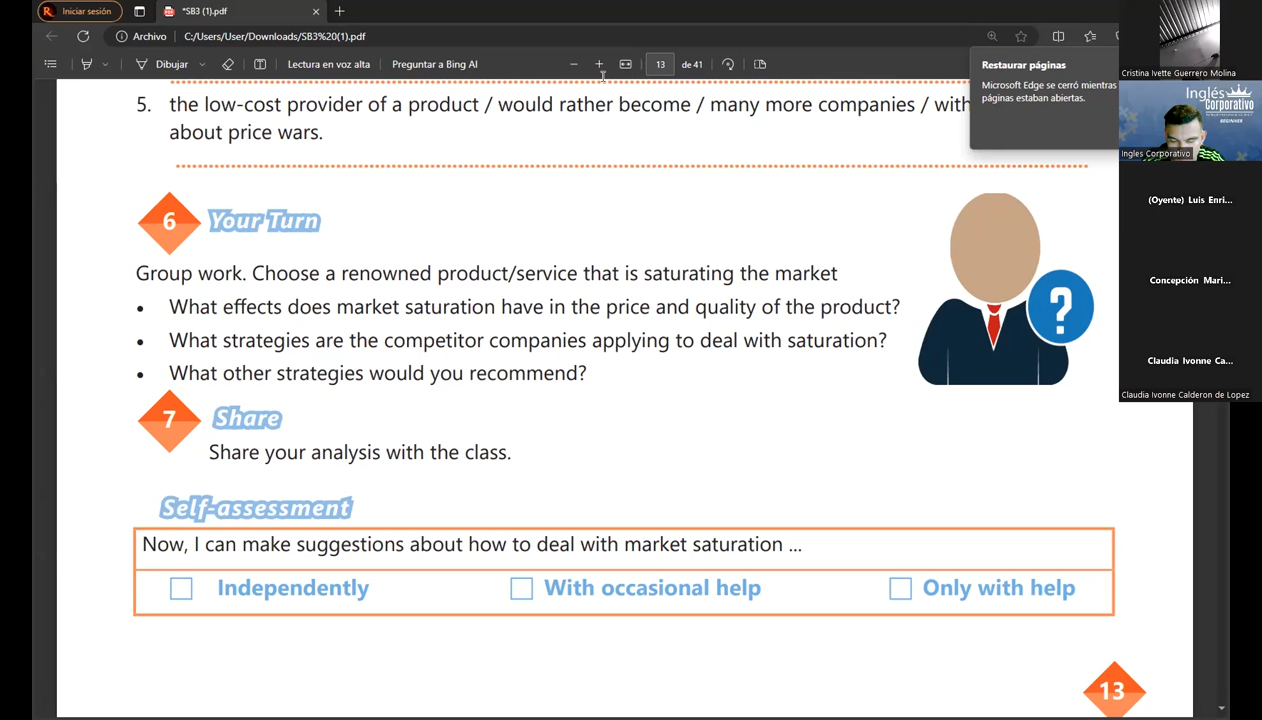 Iniciar sesión
*SB3 (1).pdf
Archivo C:/Users/User/Downloads/SB3%20(1).pdf
Dibujar Lectura en voz alta Preguntar a Bing AI 13 de 41
Restaurar páginas
Microsoft Edge se cerró mientras
páginas estaban abiertas.
5. the low-cost provider of a product / would rather become / many more companies / with
about price wars.
6 Your Turn
Group work. Choose a renowned product/service that is saturating the market
• What effects does market saturation have in the price and quality of the product?
• What strategies are the competitor companies applying to deal with saturation?
• What other strategies would you recommend?
?
7 Share
Share your analysis with the class.
Self-assessment
Now, I can make suggestions about how to deal with market saturation ...
Independently With occasional help Only with help
13
Cristina Ivette Guerrero Molina
Inglés
Corporativo
BEGINNER
Ingles Corporativo
(Oyente) Luis Enri...
Concepción Mari...
Claudia Ivonne Ca...
Claudia Ivonne Calderon de Lopez